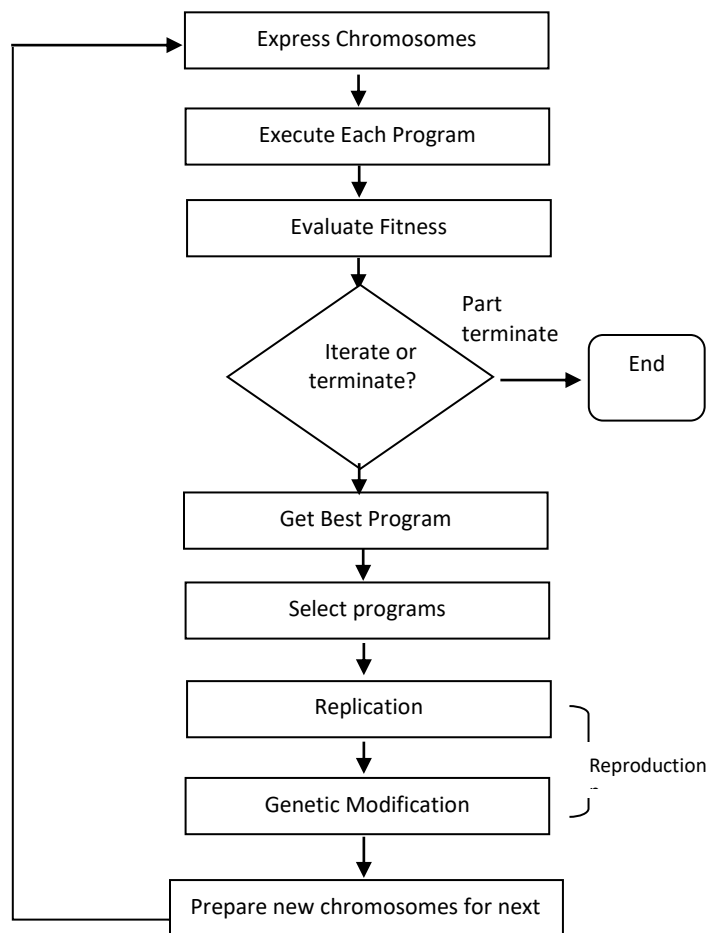 Express Chromosomes
Execute Each Program
Evaluate Fitness
Part
terminate
Iterate or
terminate?
End
Get Best Program
Select programs
Replication
Reproduction
Genetic Modification
Prepare new chromosomes for next